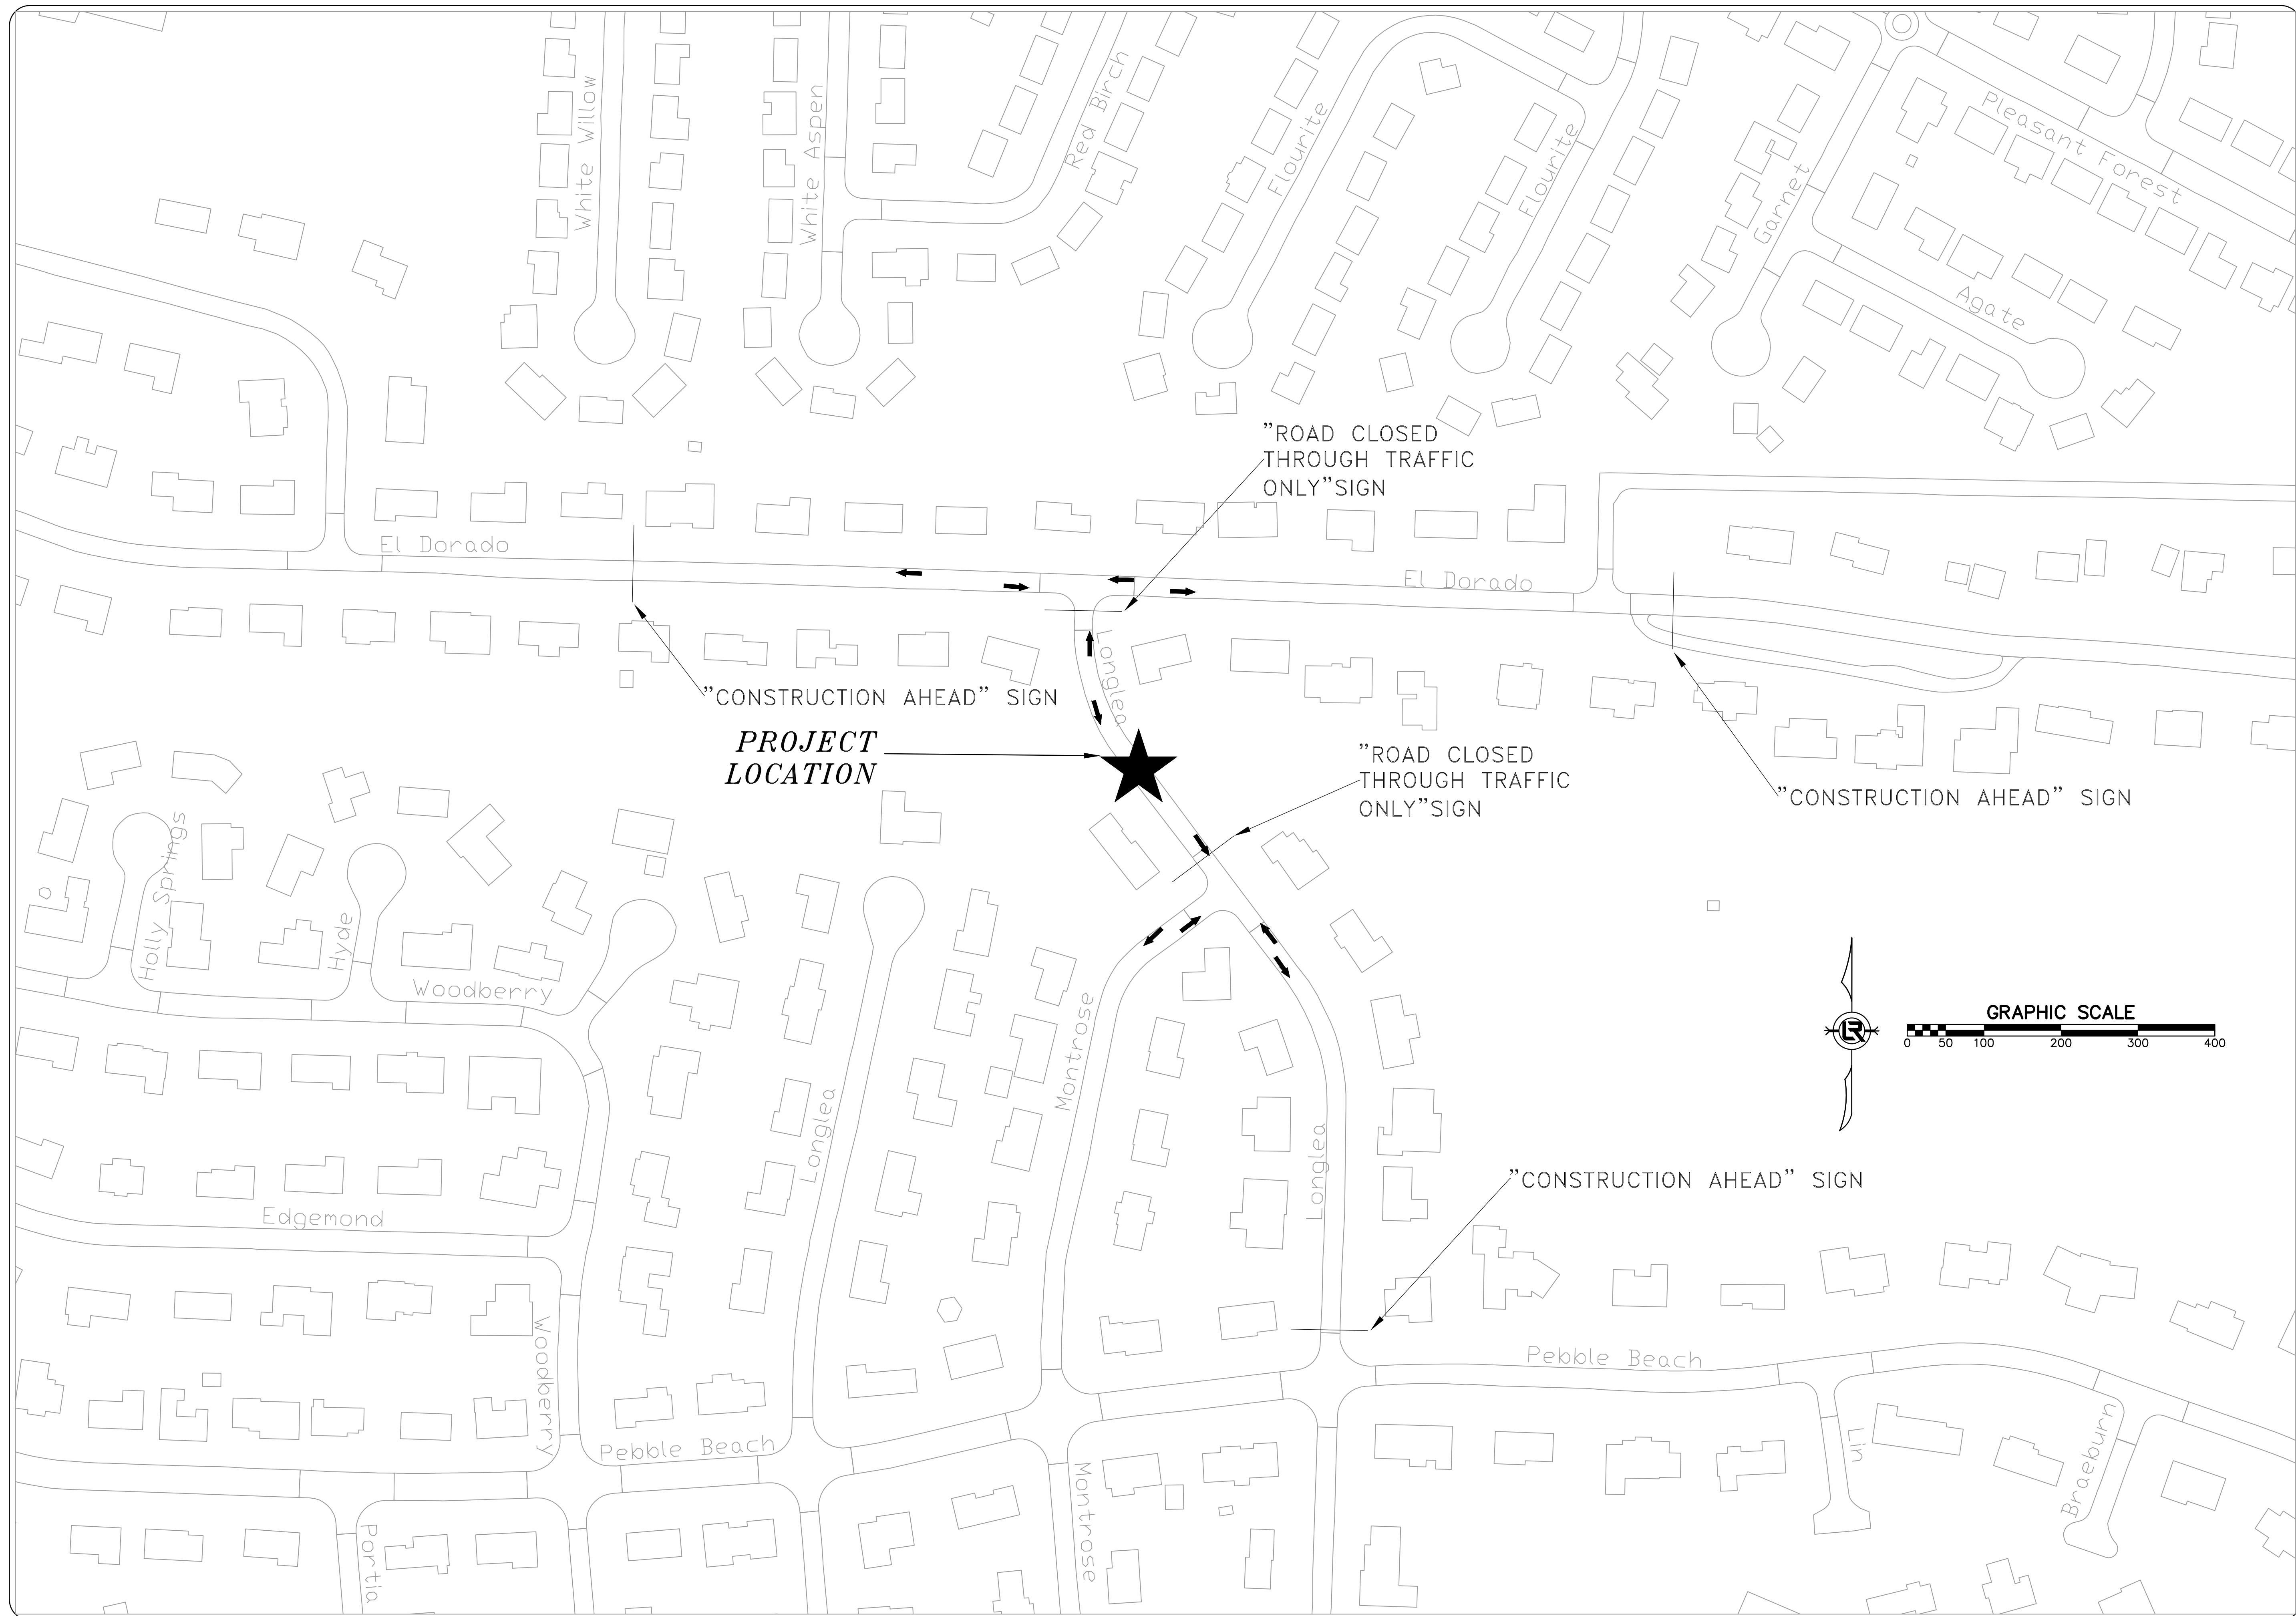 White Willow
White Aspen
Red Birch
Flourite
Flourite
Garnet
Pleasant Forest
Agate
”ROAD CLOSED
THROUGH TRAFFIC
ONLY”SIGN
El Dorado
El Dorado
Longlea
”CONSTRUCTION AHEAD” SIGN
PROJECT
LOCATION
”ROAD CLOSED
THROUGH TRAFFIC
ONLY”SIGN
”CONSTRUCTION AHEAD” SIGN
Holly Springs
Hyde
Woodberry
Montrose
Longlea
Longlea
LR
GRAPHIC SCALE
0 50 100 200 300 400
”CONSTRUCTION AHEAD” SIGN
Edgemond
Woodberry
Pebble Beach
Pebble Beach
Lin
Braeburn
Montrose
Portia